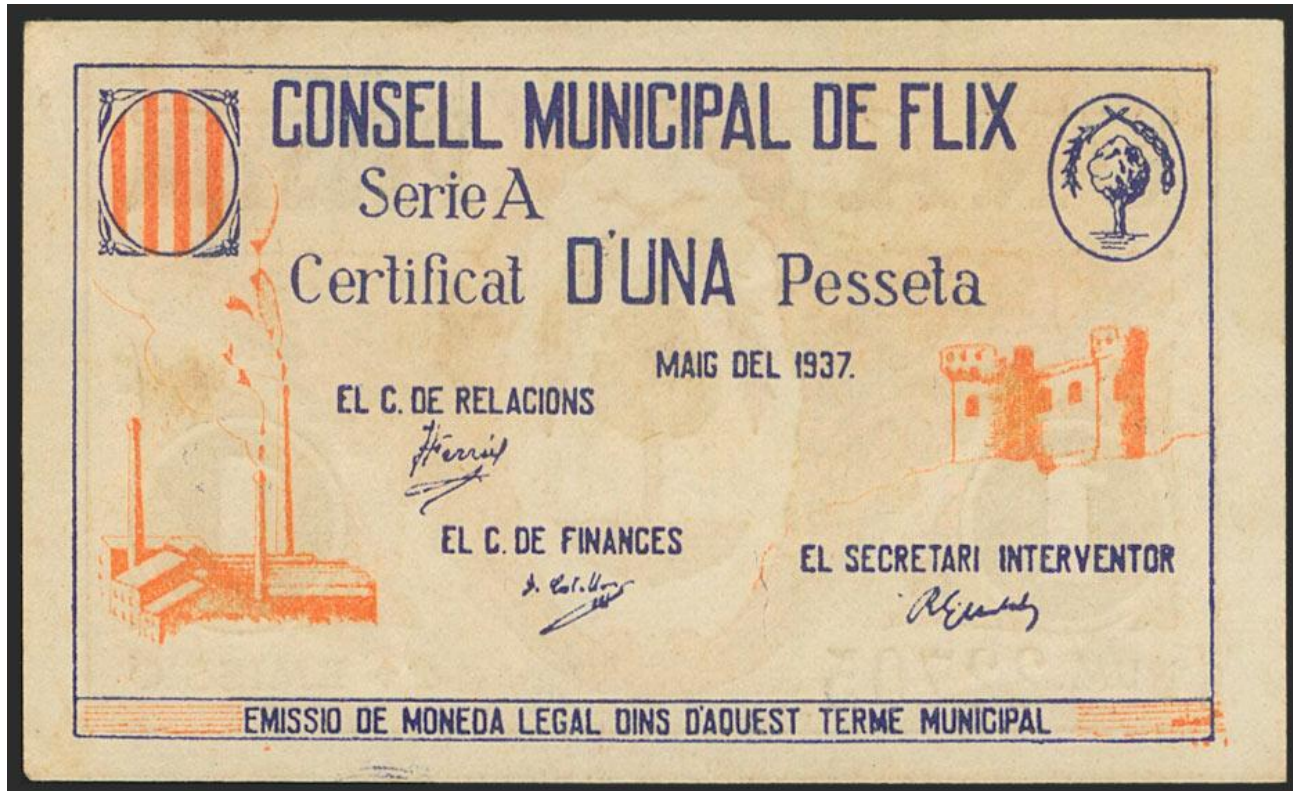 CONSELL MUNICIPAL DE FLIX
Serie A
Certificat D'UNA Pesseta
MAIG DEL 1937.
EL C. DE RELACIONS
EL C. DE FINANCES
EL SECRETARI INTERVENTOR
EMISSIO DE MONEDA LEGAL DINS D'AQUEST TERME MUNICIPAL